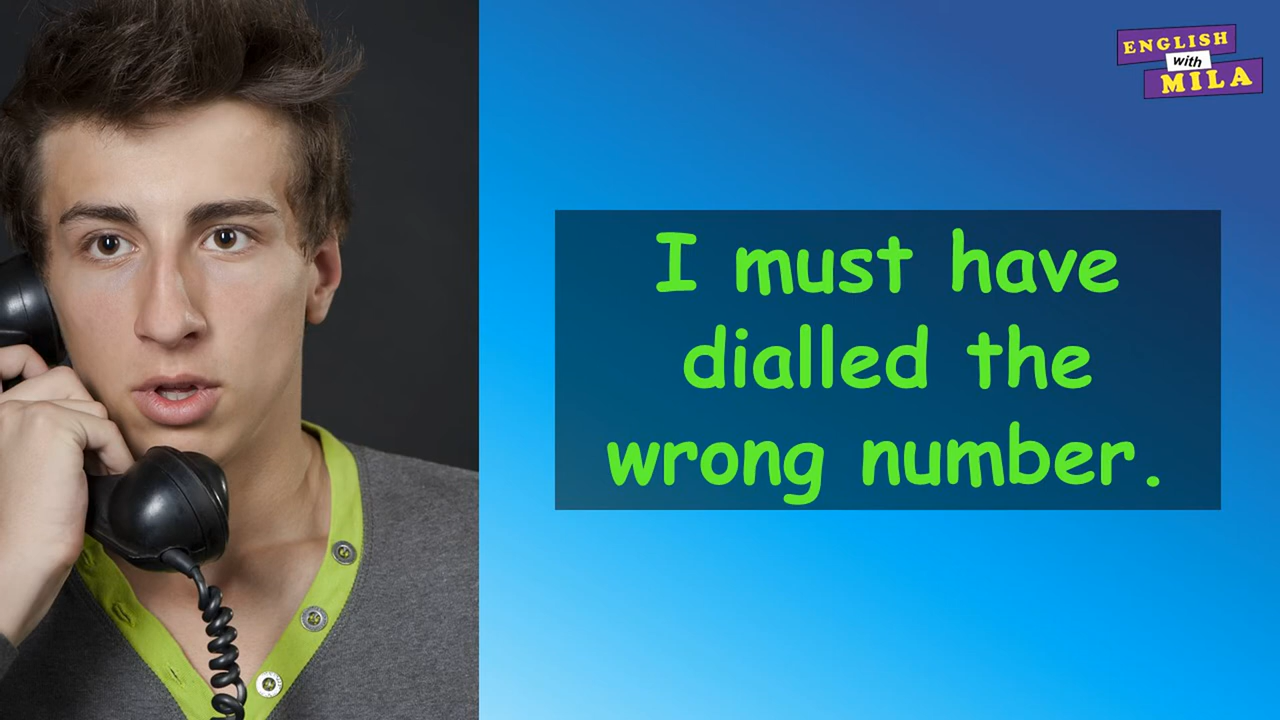 ENGLISH
with
MILA
I must have
dialled the
wrong number.